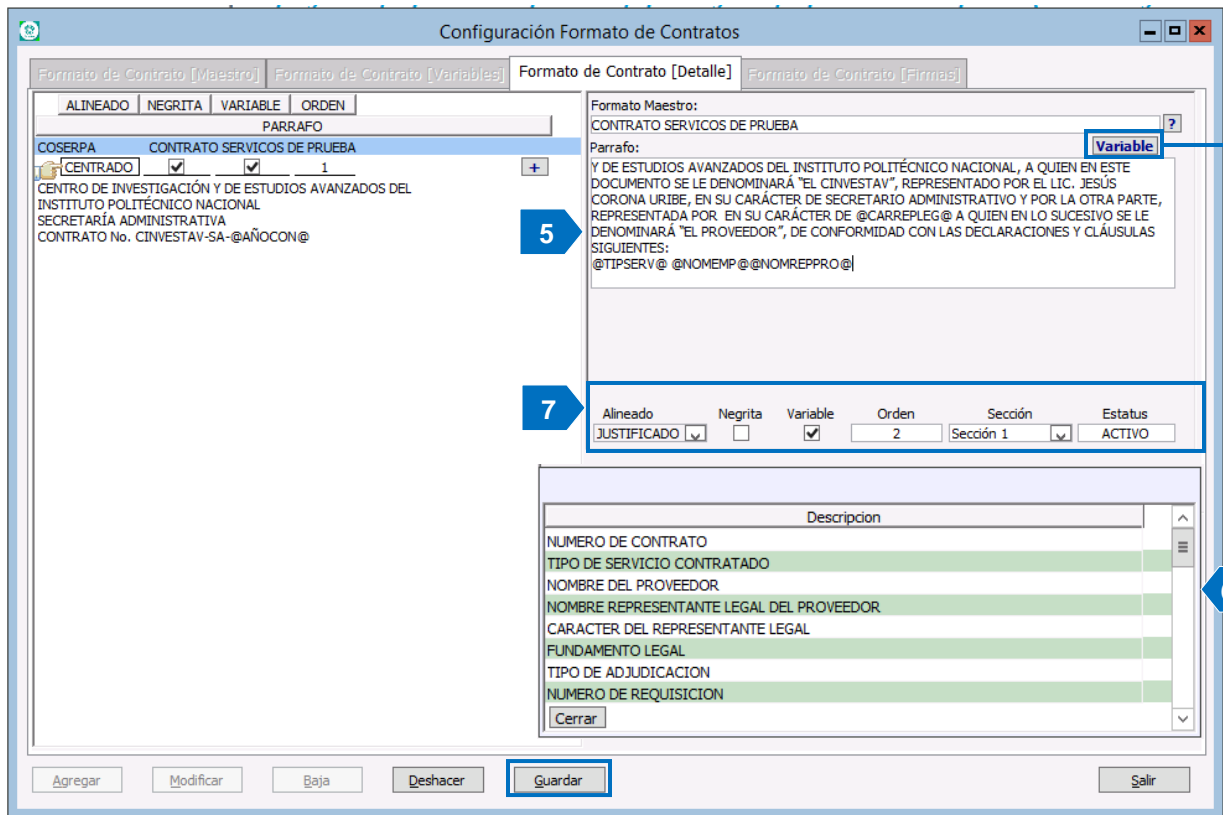 Configuración Formato de Contratos
Formato de Contrato [Maestro] Formato de Contrato [Variables] Formato de Contrato [Detalle] Formato de Contrato [Firmas]
ALINEADO NEGRITA VARIABLE ORDEN
PARRAFO
COSERPA CONTRATO SERVICOS DE PRUEBA
CENTRADO 1 +
CENTRO DE INVESTIGACIÓN Y DE ESTUDIOS AVANZADOS DEL
INSTITUTO POLITÉCNICO NACIONAL
SECRETARÍA ADMINISTRATIVA
CONTRATO No. CINVESTAV-SA-@AÑOCON@
Formato Maestro:
CONTRATO SERVICOS DE PRUEBA ?
Parrafo: Variable
Y DE ESTUDIOS AVANZADOS DEL INSTITUTO POLITÉCNICO NACIONAL, A QUIEN EN ESTE
DOCUMENTO SE LE DENOMINARÁ "EL CINVESTAV", REPRESENTADO POR EL LIC. JESÚS
CORONA URIBE, EN SU CARÁCTER DE SECRETARIO ADMINISTRATIVO Y POR LA OTRA PARTE,
REPRESENTADA POR EN SU CARÁCTER DE @CARREPLEG@ A QUIEN EN LO SUCESIVO SE LE
DENOMINARÁ "EL PROVEEDOR", DE CONFORMIDAD CON LAS DECLARACIONES Y CLÁUSULAS
SIGUIENTES:
@TIPSERV@ @NOMEMP@@NOMREPPRO@
5
7
Alineado Negrita Variable Orden Sección Estatus
JUSTIFICADO 2 Sección 1 ACTIVO
Descripcion
NUMERO DE CONTRATO
TIPO DE SERVICIO CONTRATADO
NOMBRE DEL PROVEEDOR
NOMBRE REPRESENTANTE LEGAL DEL PROVEEDOR
CARACTER DEL REPRESENTANTE LEGAL
FUNDAMENTO LEGAL
TIPO DE ADJUDICACION
NUMERO DE REQUISICION
Cerrar
Agregar Modificar Baja Deshacer Guardar Salir